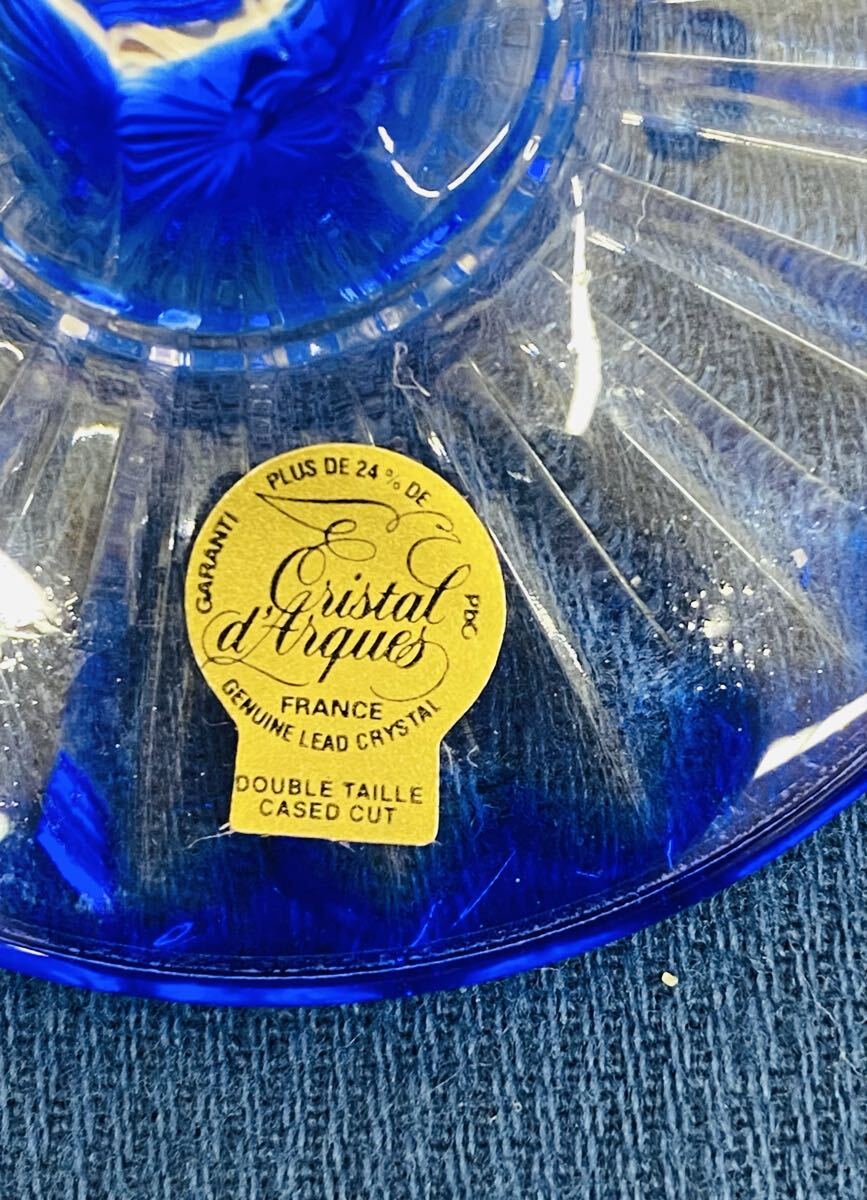 GARANTI PLUS DE 24 % DE PbO
Cristal
d'Arques
FRANCE
GENUINE LEAD CRYSTAL
DOUBLE TAILLE
CASED CUT